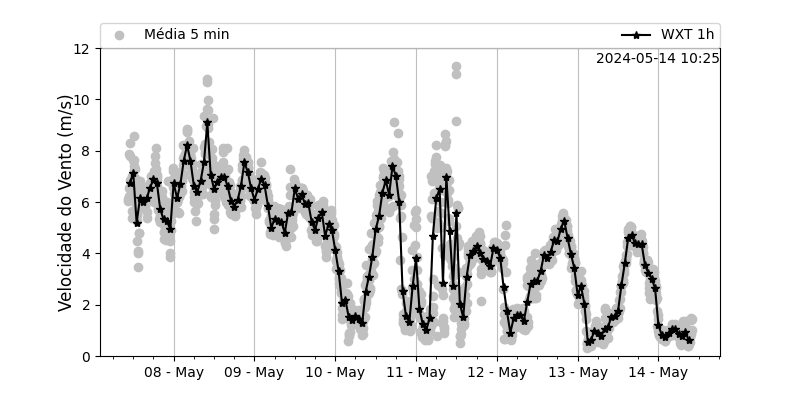 Média 5 min
WXT 1h
2024-05-14 10:25
Velocidade do Vento (m/s)
12
10
8
6
4
2
0
08 - May
09 - May
10 - May
11 - May
12 - May
13 - May
14 - May